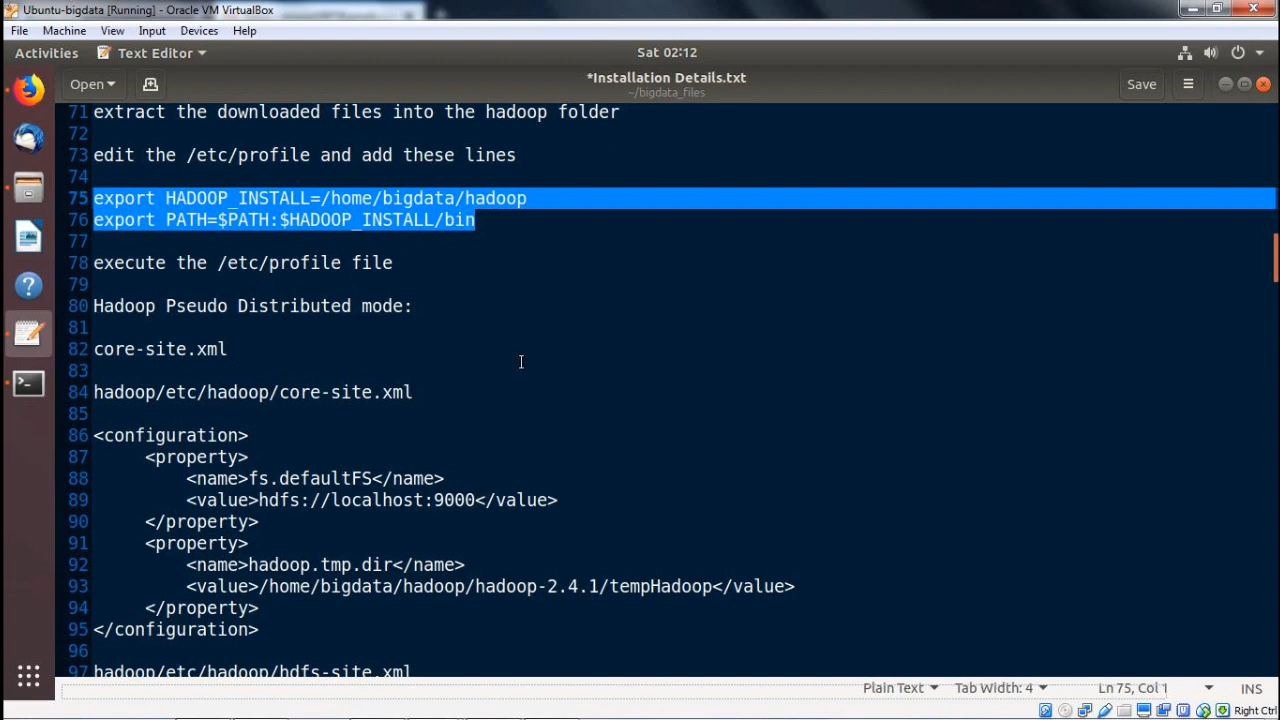 Ubuntu-bigdata [Running] - Oracle VM VirtualBox
File Machine View Input Devices Help
Activities Text Editor Sat 02:12
Open *Installation Details.txt Save
~/bigdata_files
71 extract the downloaded files into the hadoop folder
72
73 edit the /etc/profile and add these lines
74
75 export HADOOP_INSTALL=/home/bigdata/hadoop
76 export PATH=$PATH:$HADOOP_INSTALL/bin
77
78 execute the /etc/profile file
79
80 Hadoop Pseudo Distributed mode:
81
82 core-site.xml
83
84 hadoop/etc/hadoop/core-site.xml
85
86 <configuration>
87 <property>
88 <name>fs.defaultFS</name>
89 <value>hdfs://localhost:9000</value>
90 </property>
91 <property>
92 <name>hadoop.tmp.dir</name>
93 <value>/home/bigdata/hadoop/hadoop-2.4.1/tempHadoop</value>
94 </property>
95 </configuration>
96
97 hadoop/etc/hadoop/hdfs-site.xml
Plain Text Tab Width: 4 Ln 75, Col 1 INS
Right Ctrl